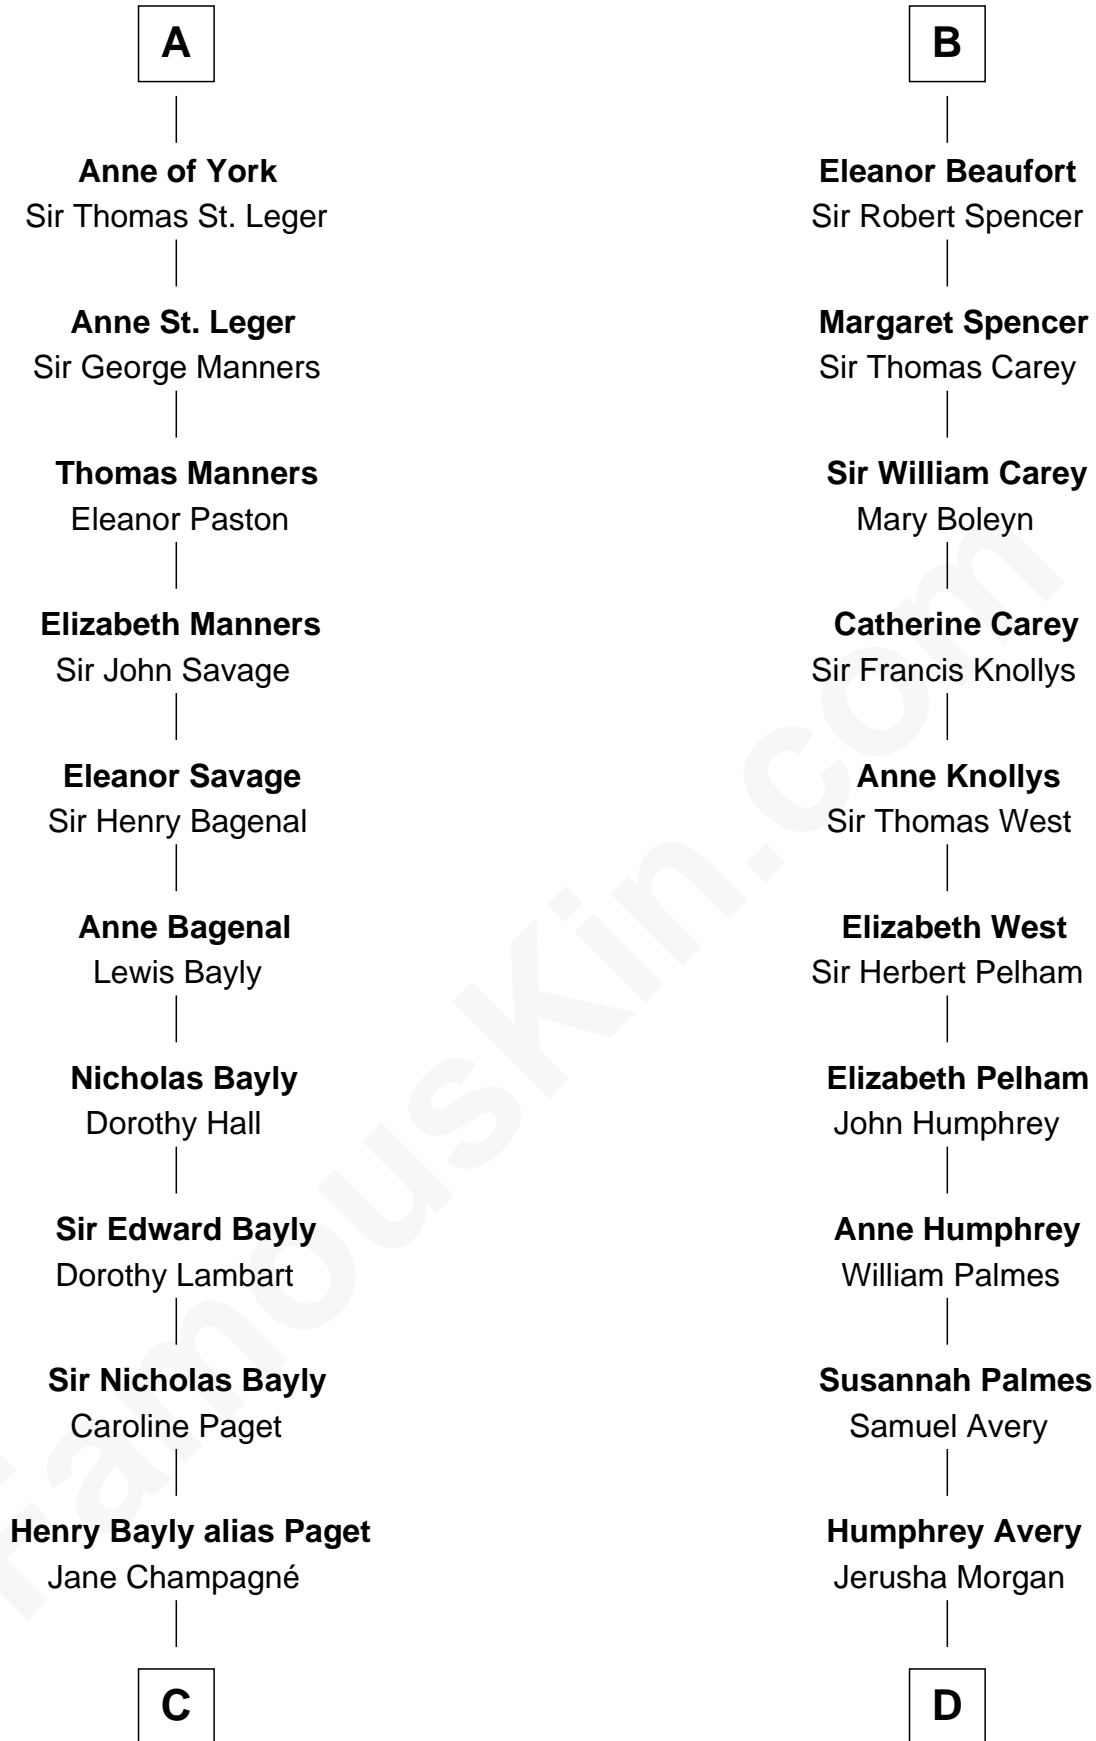 A
Anne of York
Sir Thomas St. Leger
Anne St. Leger
Sir George Manners
Thomas Manners
Eleanor Paston
Elizabeth Manners
Sir John Savage
Eleanor Savage
Sir Henry Bagenal
Anne Bagenal
Lewis Bayly
Nicholas Bayly
Dorothy Hall
Sir Edward Bayly
Dorothy Lambart
Sir Nicholas Bayly
Caroline Paget
Henry Bayly alias Paget
Jane Champagné
C
B
Eleanor Beaufort
Sir Robert Spencer
Margaret Spencer
Sir Thomas Carey
Sir William Carey
Mary Boleyn
Catherine Carey
Sir Francis Knollys
Anne Knollys
Sir Thomas West
Elizabeth West
Sir Herbert Pelham
Elizabeth Pelham
John Humphrey
Anne Humphrey
William Palmes
Susannah Palmes
Samuel Avery
Humphrey Avery
Jerusha Morgan
D
FamousKin.com